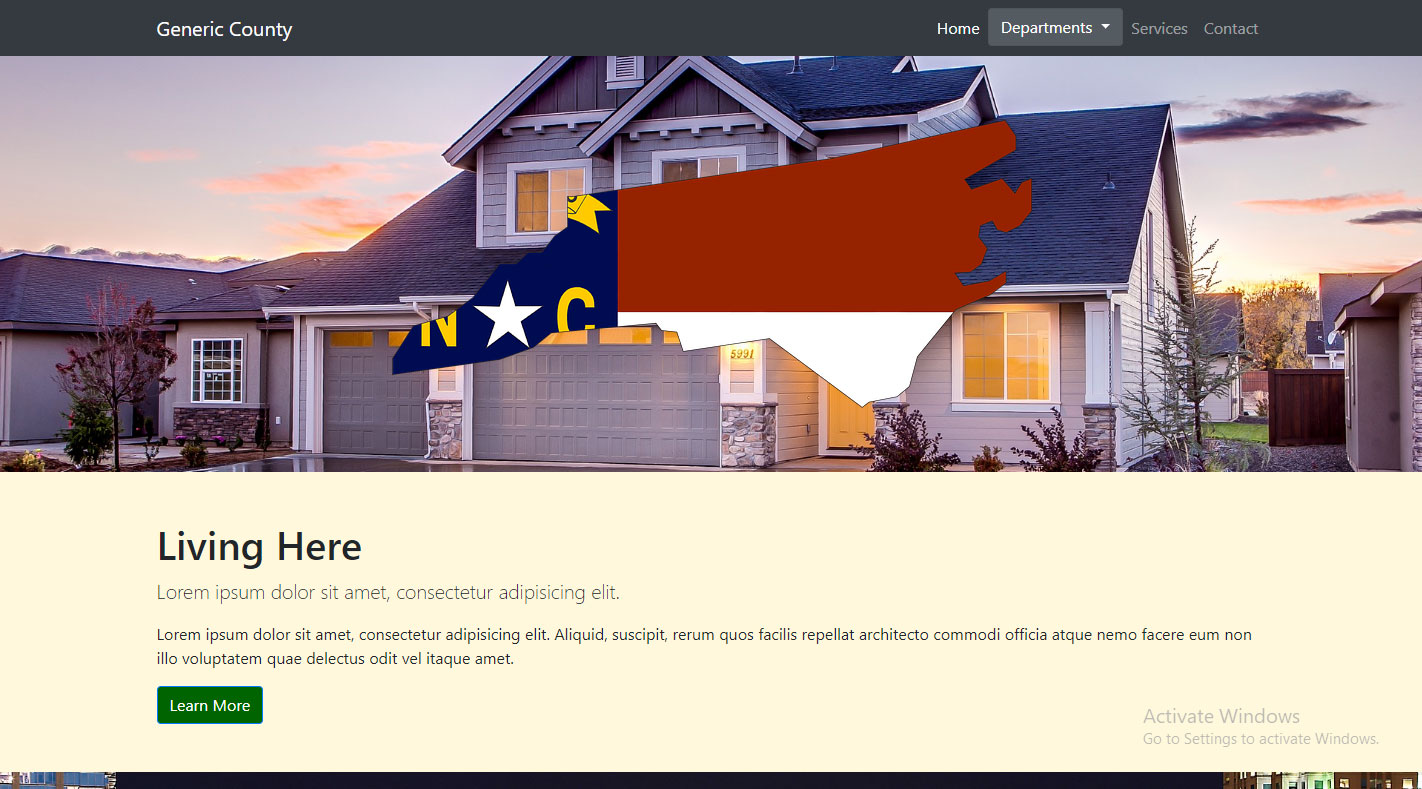 Generic County
Home Departments Services Contact
N C
5991
Living Here
Lorem ipsum dolor sit amet, consectetur adipisicing elit.
Lorem ipsum dolor sit amet, consectetur adipisicing elit. Aliquid, suscipit, rerum quos facilis repellat architecto commodi officia atque nemo facere eum non
illo voluptatem quae delectus odit vel itaque amet.
Learn More
Activate Windows
Go to Settings to activate Windows.